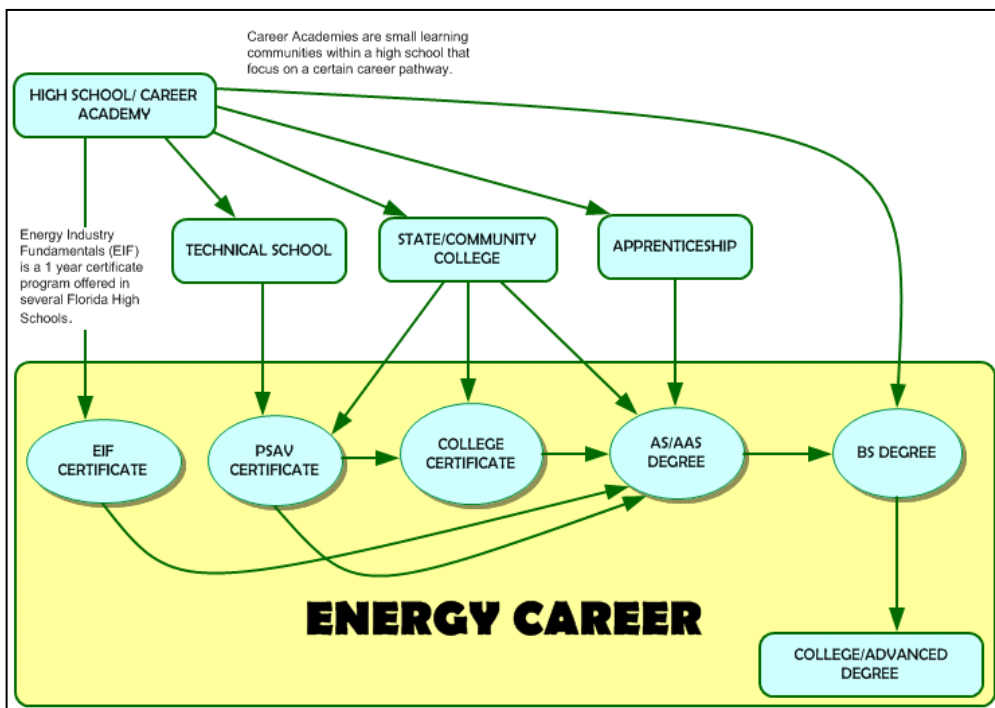 Career Academies are small learning
communities within a high school that
focus on a certain career pathway.
HIGH SCHOOL/ CAREER
ACADEMY
Energy Industry
Fundamentals (EIF)
is a 1 year certificate
program offered in
several Florida High
Schools.
TECHNICAL SCHOOL
STATE/COMMUNITY
COLLEGE
APPRENTICESHIP
EIF
CERTIFICATE
PSAV
CERTIFICATE
COLLEGE
CERTIFICATE
AS/AAS
DEGREE
BS DEGREE
ENERGY CAREER
COLLEGE/ADVANCED
DEGREE